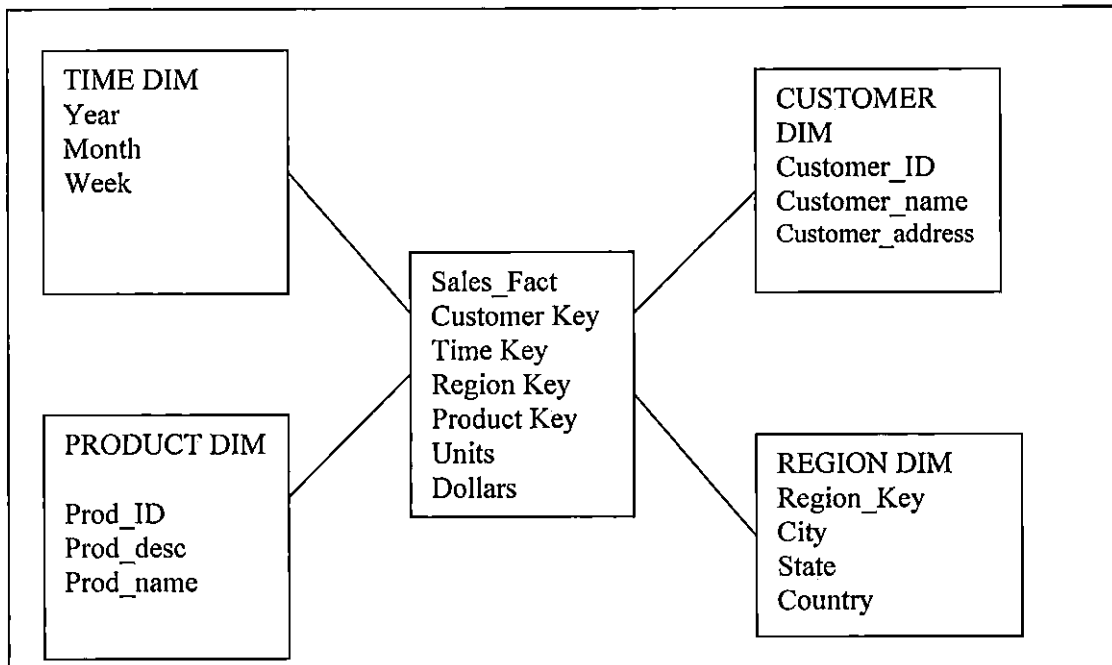 TIME DIM
Year
Month
Week
CUSTOMER
DIM
Customer_ID
Customer_name
Customer_address
Sales_Fact
Customer Key
Time Key
Region Key
Product Key
Units
Dollars
PRODUCT DIM
Prod_ID
Prod_desc
Prod_name
REGION DIM
Region_Key
City
State
Country